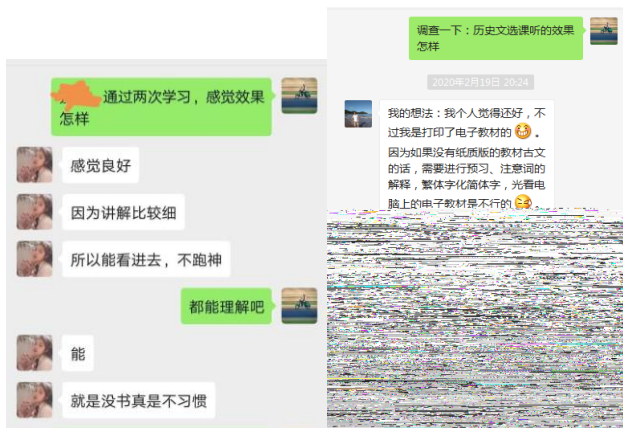 通过两次学习，感觉效果
怎样
感觉良好
因为讲解比较细
所以能看进去，不跑神
都能理解吧
能
就是没书真是不习惯
调查一下：历史文选课听的效果
怎样
2020年2月19日 20:24
我的想法：我个人觉得还好，不
过我是打印了电子教材的😁。
因为如果没有纸质版的教材古文
的话，需要进行预习、注意词的
解释，繁体字化简体字，光看电
脑上的电子教材是不行的😆。